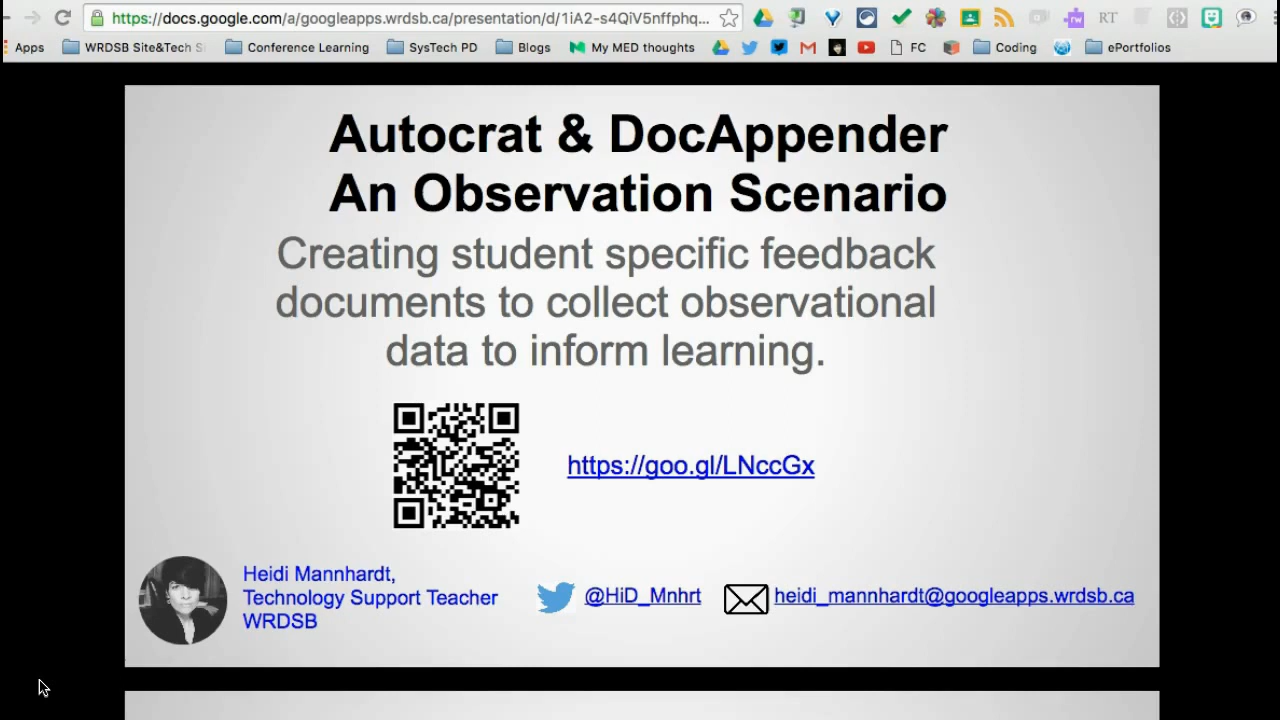 https://docs.google.com/a/googleapps.wrdsb.ca/presentation/d/1iA2-s4QiV5nffphq...
RT
Apps
WRDSB Site&Tech S
Conference Learning
SysTech PD
Blogs
My MED thoughts
FC
Coding
ePortfolios
Autocrat & DocAppender
An Observation Scenario
Creating student specific feedback
documents to collect observational
data to inform learning.
https://goo.gl/LNccGx
Heidi Mannhardt,
Technology Support Teacher
WRDSB
@HiD_Mnhrt
heidi_mannhardt@googleapps.wrdsb.ca